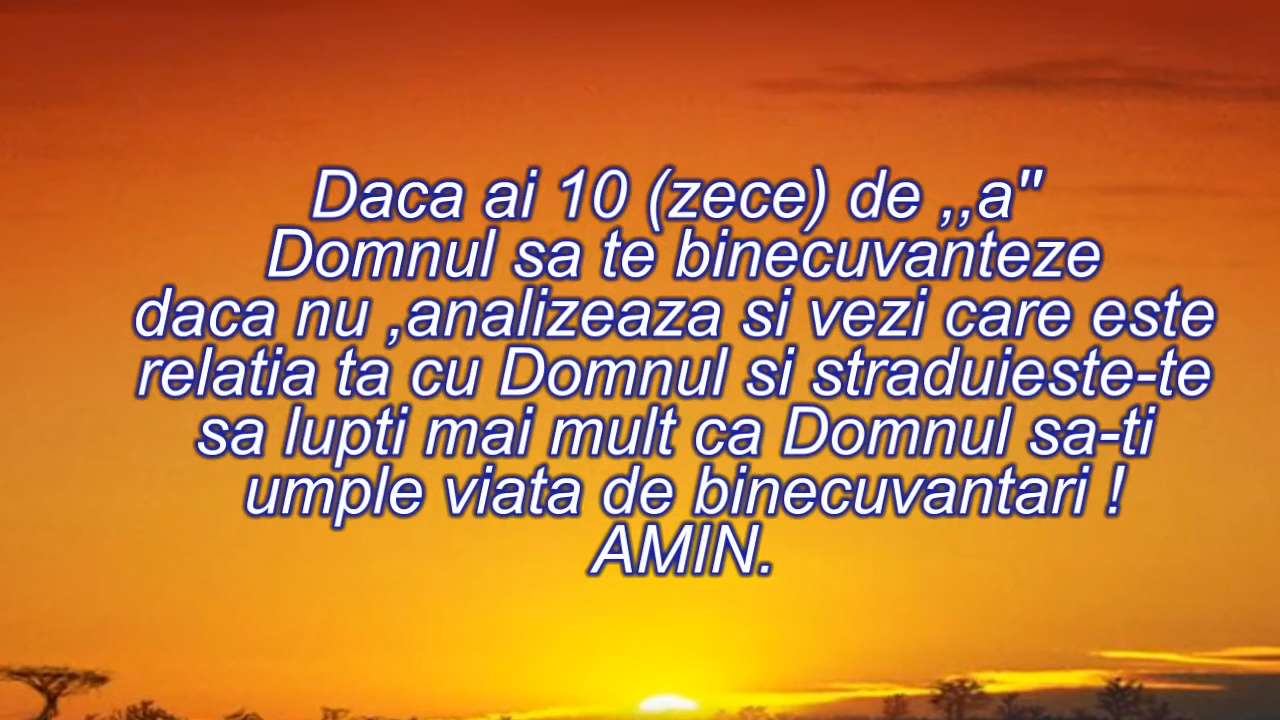 Daca ai 10 (zece) de ,,a"
Domnul sa te binecuvanteze
daca nu ,analizeaza si vezi care este
relatia ta cu Domnul si straduieste-te
sa lupti mai mult ca Domnul sa-ti
umple viata de binecuvantari !
AMIN.